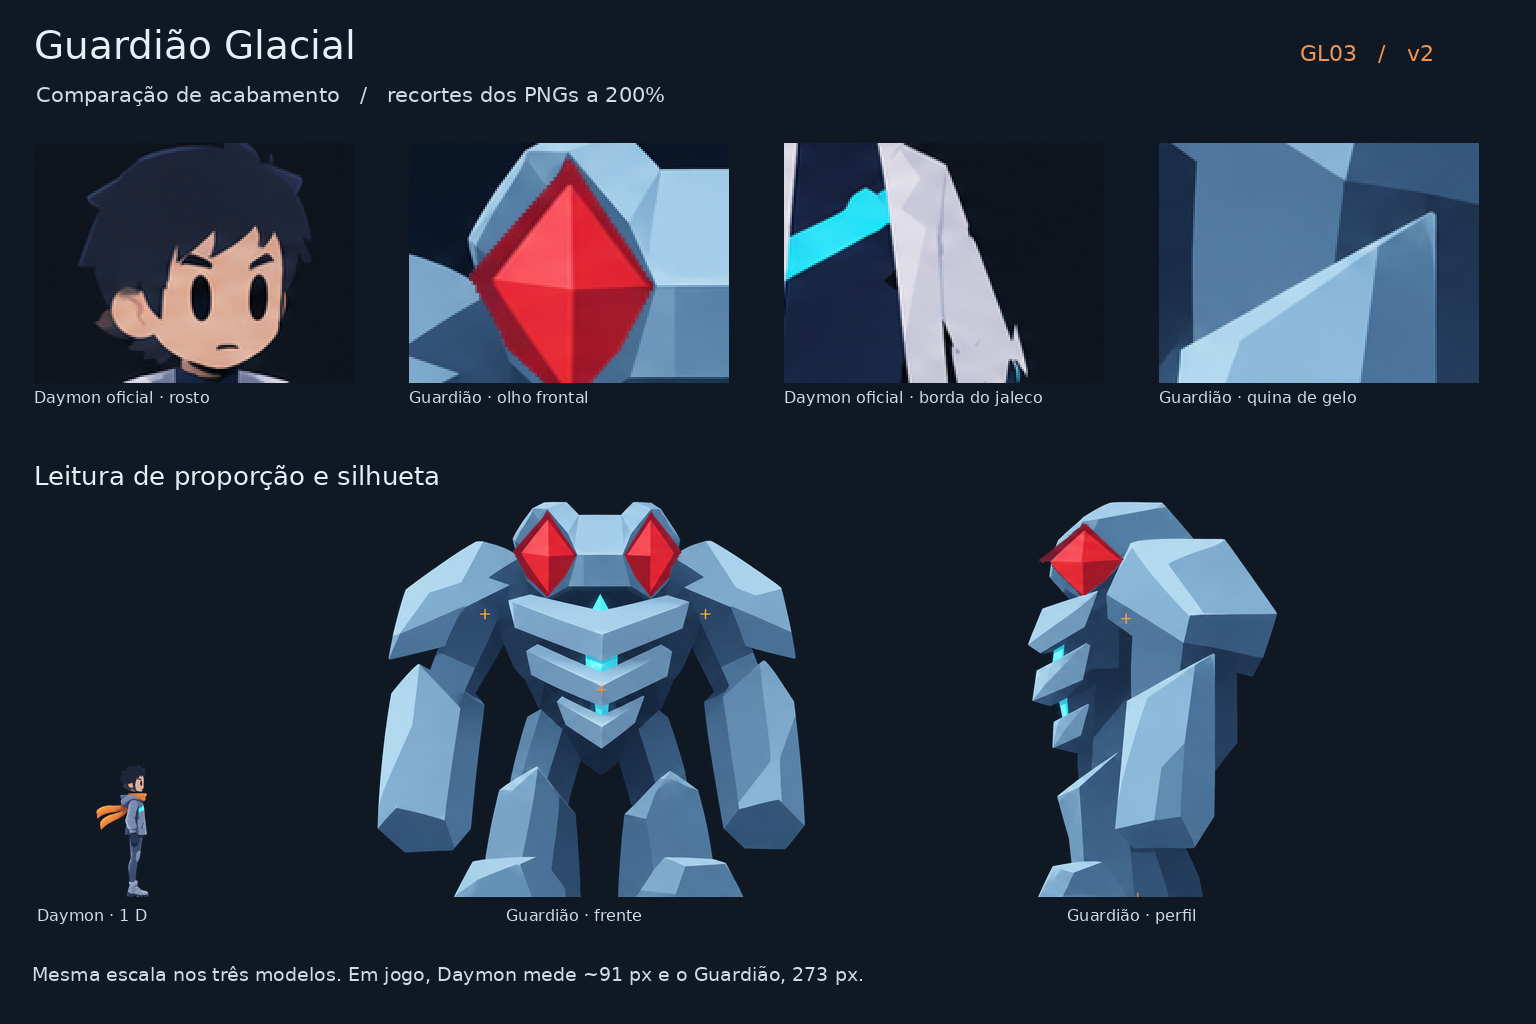 Guardião Glacial
GL03 / v2
Comparação de acabamento / recortes dos PNGs a 200%
Daymon oficial · rosto
Guardião · olho frontal
Daymon oficial · borda do jaleco
Guardião · quina de gelo
Leitura de proporção e silhueta
Daymon · 1 D
Guardião · frente
Guardião · perfil
Mesma escala nos três modelos. Em jogo, Daymon mede ~91 px e o Guardião, 273 px.